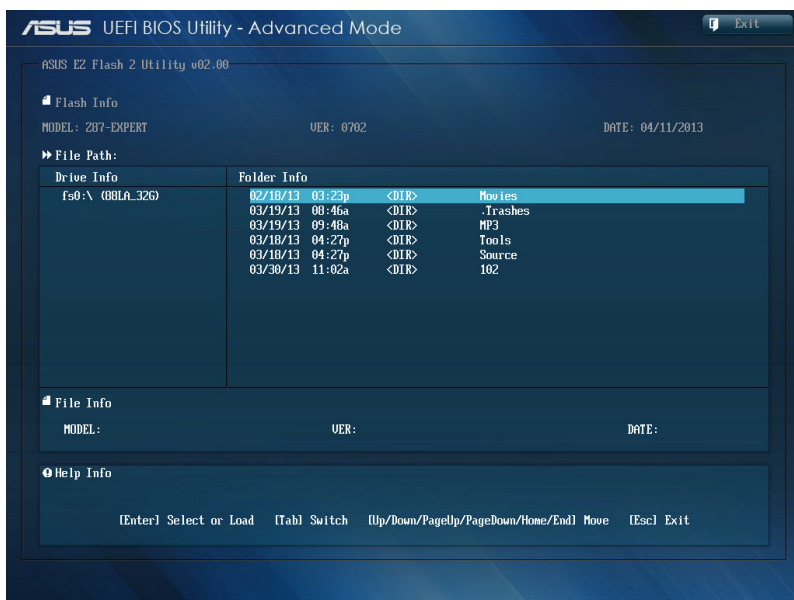 ASUS UEFI BIOS Utility - Advanced Mode
Exit
ASUS EZ Flash 2 Utility v02.00
Flash Info
MODEL: Z87-EXPERT VER: 0702 DATE: 04/11/2013
File Path:
Drive Info Folder Info
fs0:\ (88LA_32G) 02/18/13 03:23p <DIR> Movies
03/19/13 08:46a <DIR> .Trashes
03/19/13 09:48a <DIR> MP3
03/18/13 04:27p <DIR> Tools
03/18/13 04:27p <DIR> Source
03/30/13 11:02a <DIR> 102
File Info
MODEL: VER: DATE:
Help Info
[Enter] Select or Load [Tab] Switch [Up/Down/PageUp/PageDown/Home/End] Move [Esc] Exit